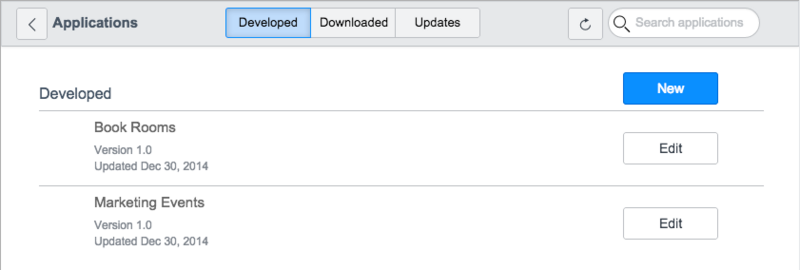 Applications
Developed
Downloaded
Updates
Search applications
Developed
New
Book Rooms
Version 1.0
Updated Dec 30, 2014
Edit
Marketing Events
Version 1.0
Updated Dec 30, 2014
Edit